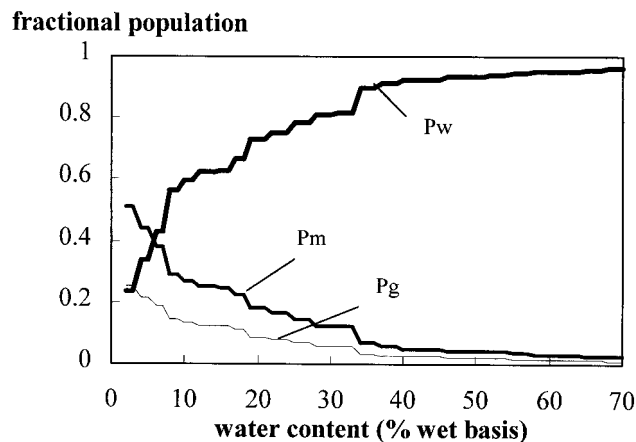 fractional population
1
0.8
0.6
0.4
0.2
0
Pw
Pm
Pg
0 10 20 30 40 50 60 70
water content (% wet basis)